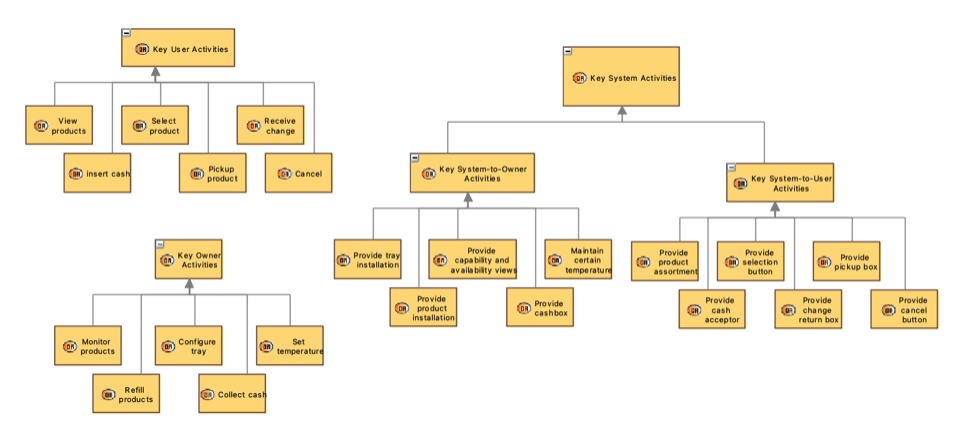 Key User Activities
View
products
Select
product
Receive
change
insert cash
Pickup
product
Cancel
Key Owner
Activities
Monitor
products
Configure
tray
Set
temperature
Refill
products
Collect cash
Key System Activities
Key System-to-Owner
Activities
Key System-to-User
Activities
Provide tray
installation
Provide
capability and
availability views
Maintain
certain
temperature
Provide
product
installation
Provide
cashbox
Provide
product
assortment
Provide
selection
button
Provide
pickup box
Provide
cash
acceptor
Provide
change
return box
Provide
cancel
button